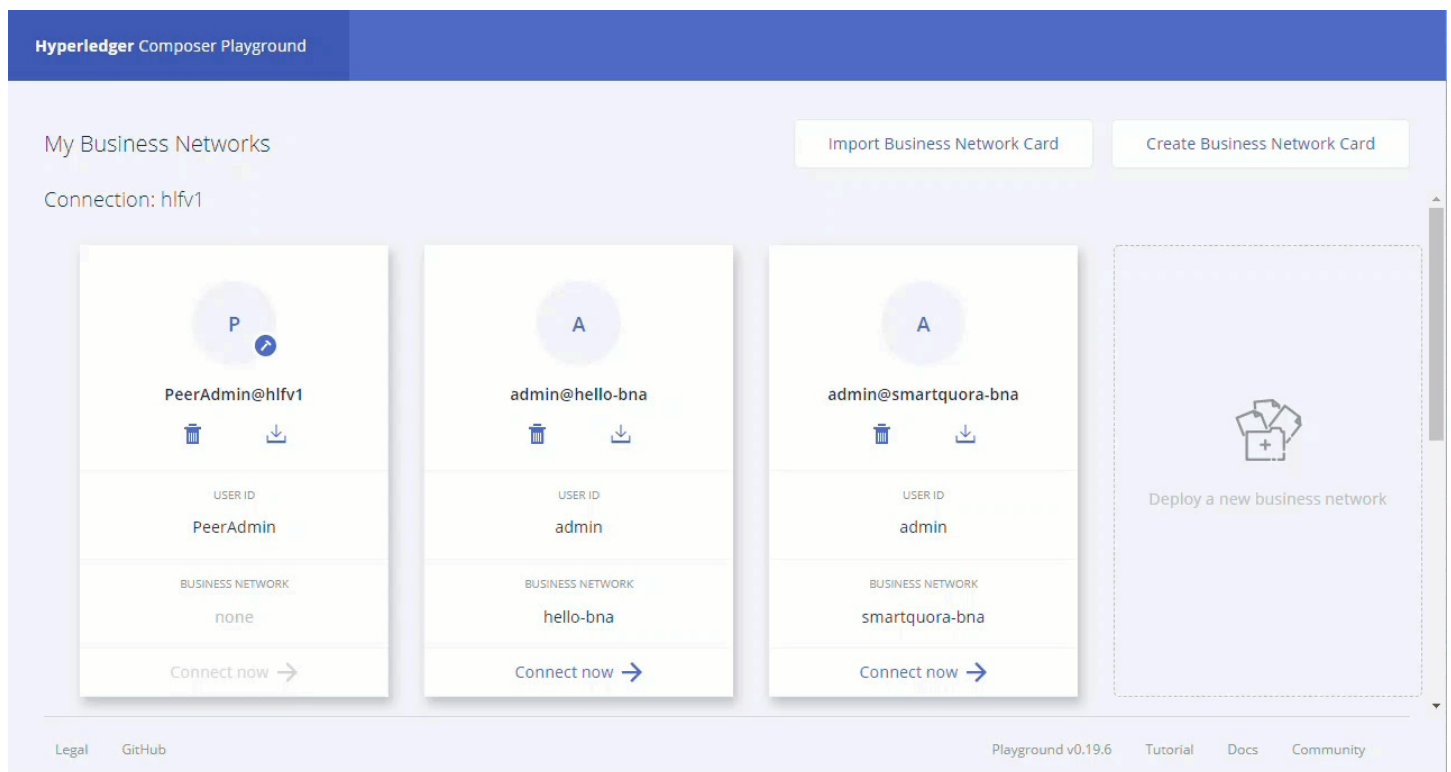 Hyperledger Composer Playground
My Business Networks
Import Business Network Card
Create Business Network Card
Connection: hlfv1
P
PeerAdmin@hlfv1
USER ID
PeerAdmin
BUSINESS NETWORK
none
Connect now
A
admin@hello-bna
USER ID
admin
BUSINESS NETWORK
hello-bna
Connect now
A
admin@smartquora-bna
USER ID
admin
BUSINESS NETWORK
smartquora-bna
Connect now
Deploy a new business network
Legal
GitHub
Playground v0.19.6
Tutorial
Docs
Community